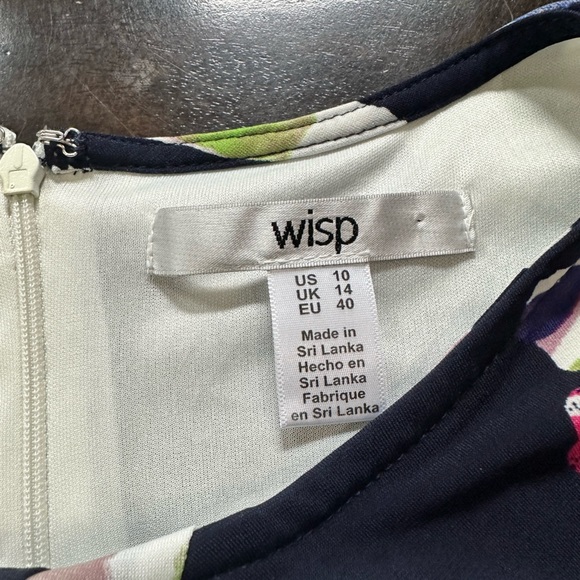 wisp
US 10
UK 14
EU 40
Made in
Sri Lanka
Hecho en
Sri Lanka
Fabrique
en Sri Lanka